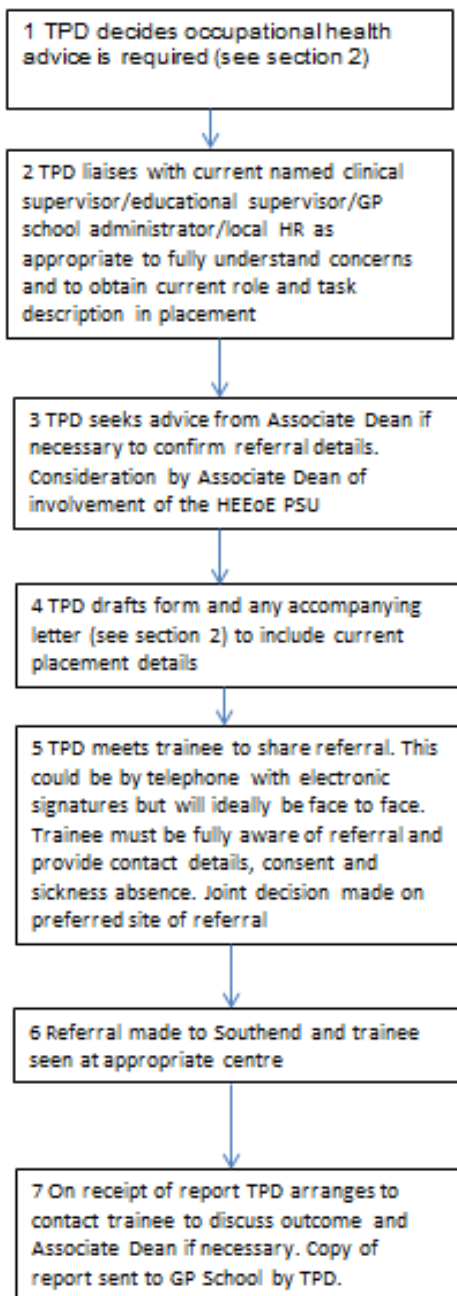 1 TPD decides occupational health
advice is required (see section 2)
2 TPD liaises with current named clinical
supervisor/educational supervisor/GP
school administrator/local HR as
appropriate to fully understand concerns
and to obtain current role and task
description in placement
3 TPD seeks advice from Associate Dean if
necessary to confirm referral details.
Consideration by Associate Dean of
involvement of the HEEoE PSU
4 TPD drafts form and any accompanying
letter (see section 2) to include current
placement details
5 TPD meets trainee to share referral. This
could be by telephone with electronic
signatures but will ideally be face to face.
Trainee must be fully aware of referral and
provide contact details, consent and
sickness absence. Joint decision made on
preferred site of referral
6 Referral made to Southend and trainee
seen at appropriate centre
7 On receipt of report TPD arranges to
contact trainee to discuss outcome and
Associate Dean if necessary. Copy of
report sent to GP School by TPD.